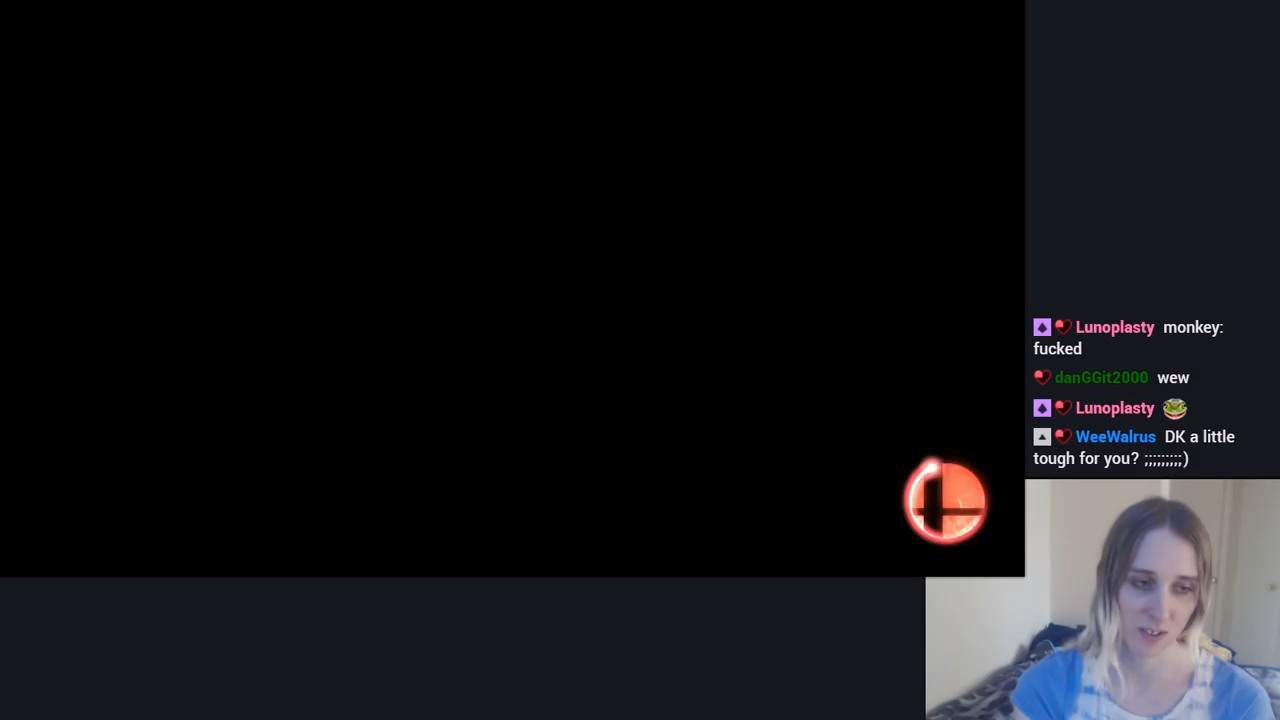 Lunoplasty monkey:
fucked
danGGit2000 wew
Lunoplasty
WeeWalrus DK a little
tough for you? ;;;;;;;;;)